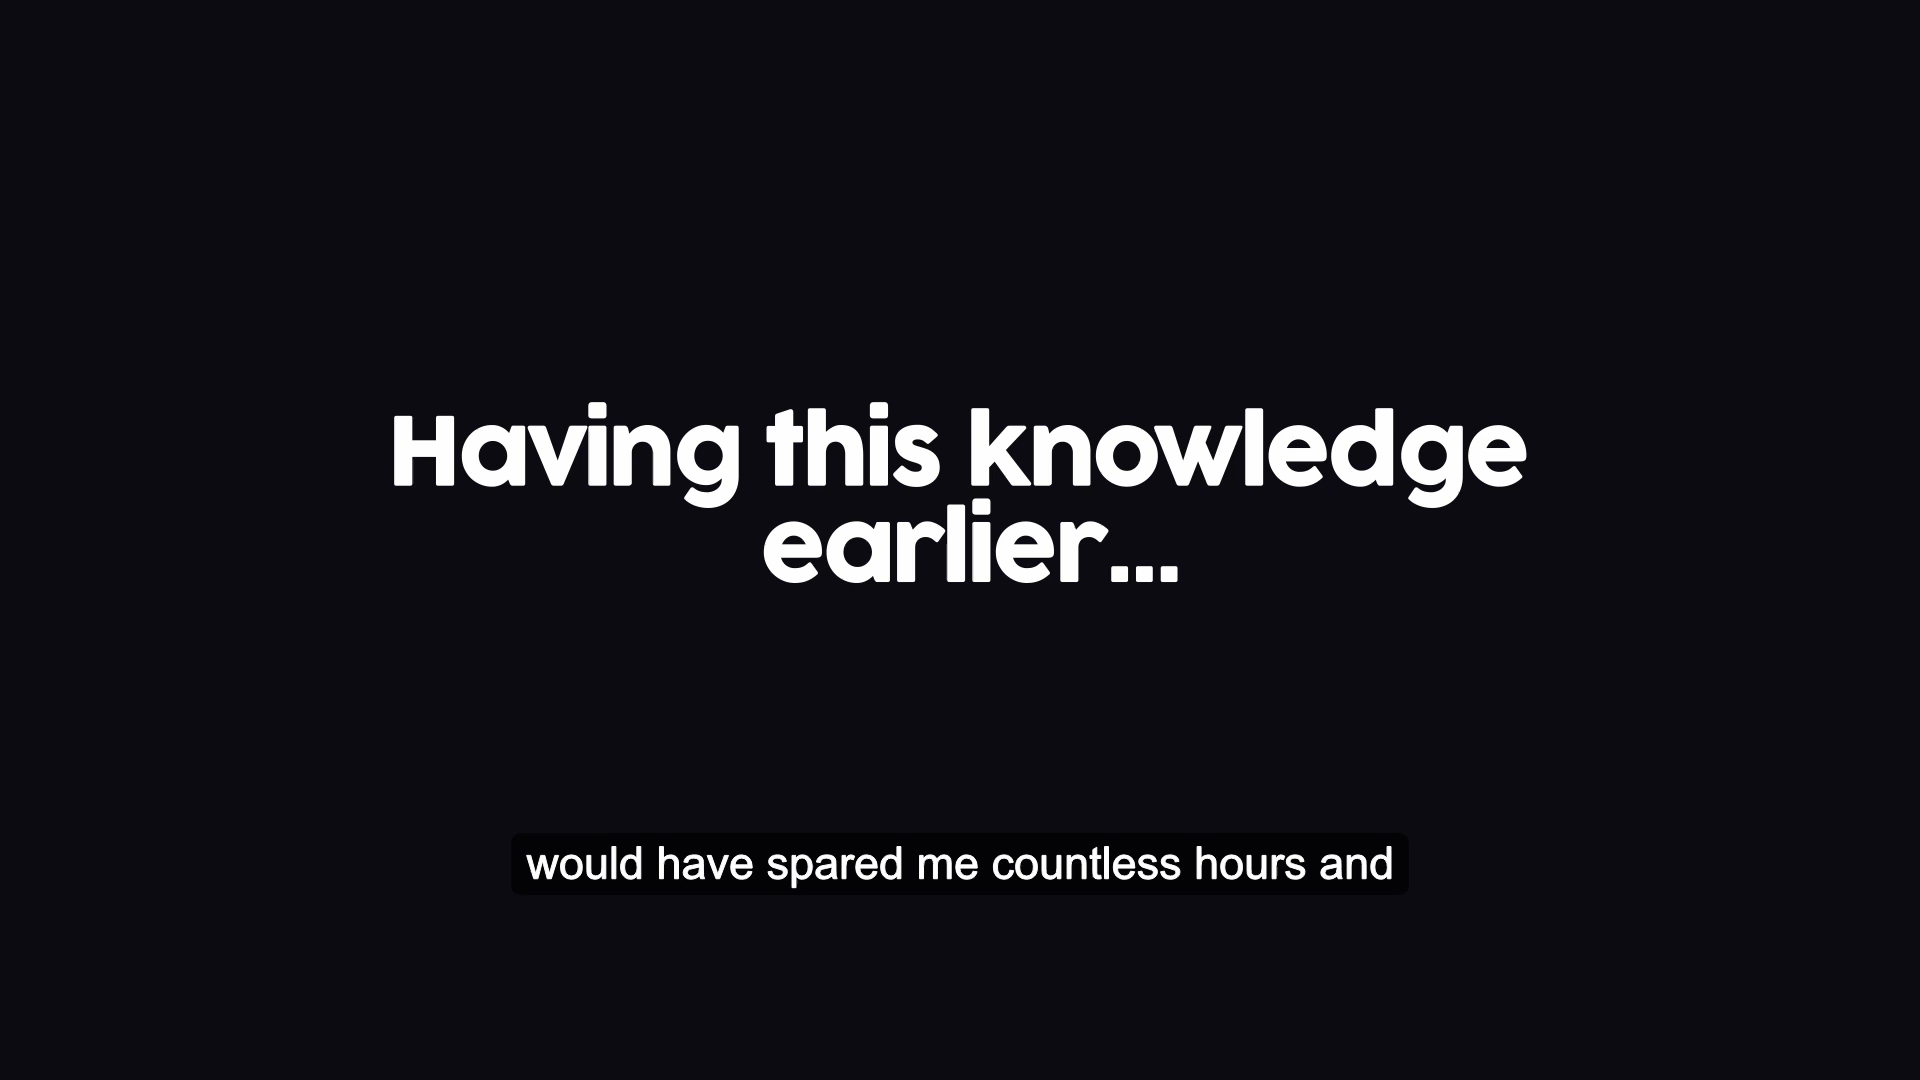 Having this knowledge
earlier...
would have spared me countless hours and